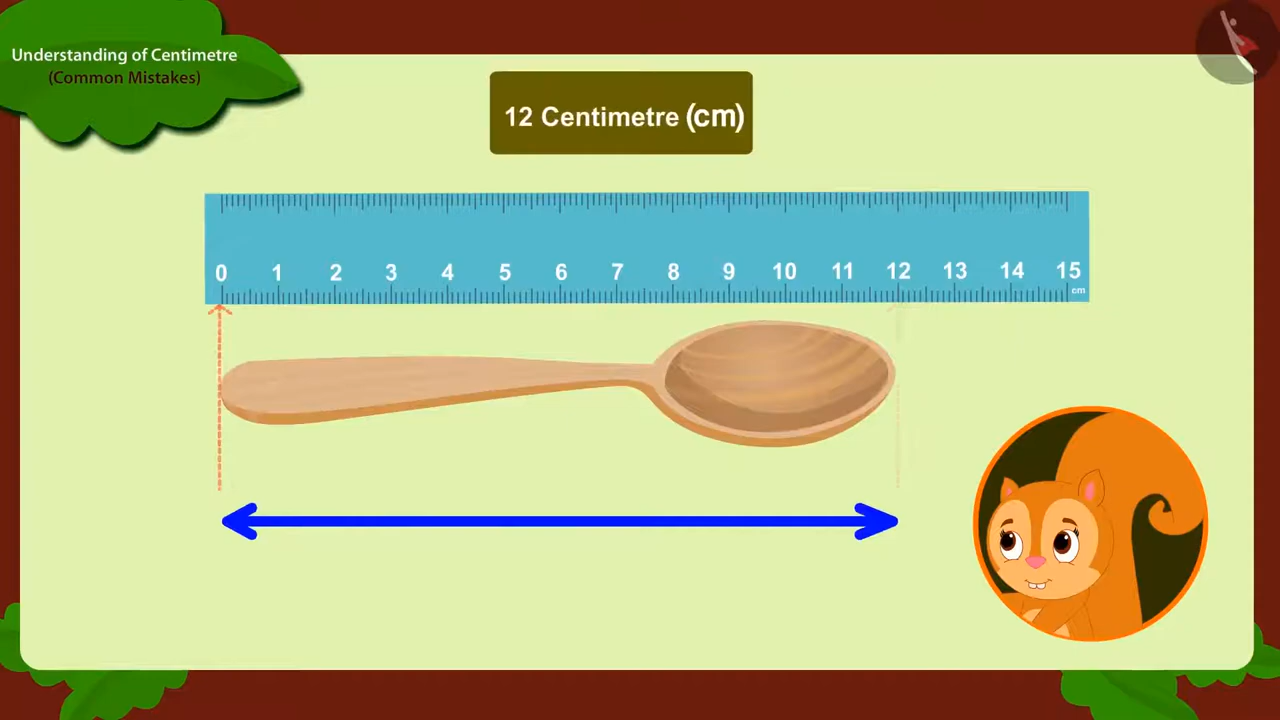 Understanding of Centimetre
(Common Mistakes)
12 Centimetre (cm)
0 1 2 3 4 5 6 7 8 9 10 11 12 13 14 15
cm